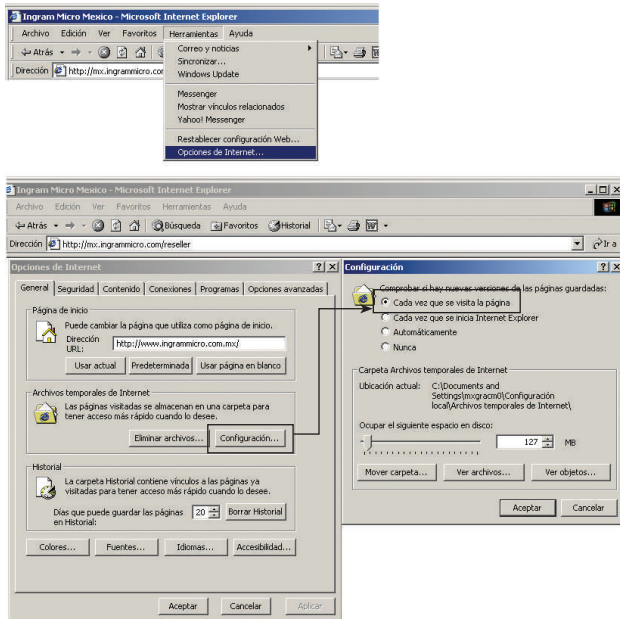 Ingram Micro Mexico - Microsoft Internet Explorer
Archivo Edición Ver Favoritos Herramientas Ayuda
Atrás
Dirección http://mx.ingrammicro.cor
Correo y noticias
Sincronizar...
Windows Update
Messenger
Mostrar vínculos relacionados
Yahoo! Messenger
Restablecer configuración Web...
Opciones de Internet...
Ingram Micro Mexico - Microsoft Internet Explorer
Archivo Edición Ver Favoritos Herramientas Ayuda
Atrás Búsqueda Favoritos Historial
Dirección http://mx.ingrammicro.com/reseller Ir a
Opciones de Internet
General Seguridad Contenido Conexiones Programas Opciones avanzadas
Página de inicio
Puede cambiar la página que utiliza como página de inicio.
Dirección URL: http://www.ingrammicro.com.mx/
Usar actual Predeterminada Usar página en blanco
Archivos temporales de Internet
Las páginas visitadas se almacenan en una carpeta para
tener acceso más rápido cuando lo desee.
Eliminar archivos... Configuración...
Historial
La carpeta Historial contiene vínculos a las páginas ya
visitadas para tener acceso más rápido cuando lo desee.
Días que puede guardar las páginas 20 Borrar Historial
en Historial:
Colores... Fuentes... Idiomas... Accesibilidad...
Aceptar Cancelar Aplicar
Configuración
Comprobar si hay nuevas versiones de las páginas guardadas:
Cada vez que se visita la página
Cada vez que se inicia Internet Explorer
Automáticamente
Nunca
Carpeta Archivos temporales de Internet
Ubicación actual: C:\Documents and
Settings\mxgracm0\Configuración
local\Archivos temporales de Internet\
Ocupar el siguiente espacio en disco:
127 MB
Mover carpeta... Ver archivos... Ver objetos...
Aceptar Cancelar